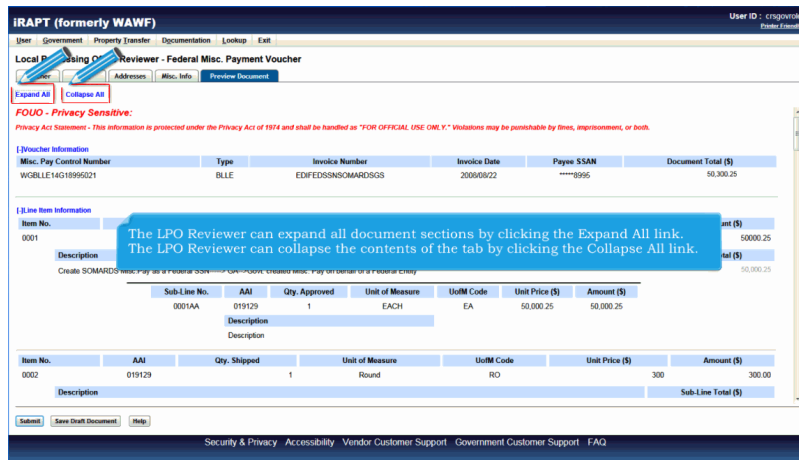 iRAPT (formerly WAWF)
User ID : crsgovrol
Printer Friendl
User Government Property Transfer Documentation Lookup Exit
Local Reviewer - Federal Misc. Payment Voucher
Addresses Misc. Info Preview Document
Expand All Collapse All
FOUO - Privacy Sensitive:
Privacy Act Statement - This information is protected under the Privacy Act of 1974 and shall be handled as "FOR OFFICIAL USE ONLY." Violations may be punishable by fines, imprisonment, or both.
[-]Voucher Information
Misc. Pay Control Number Type Invoice Number Invoice Date Payee SSAN Document Total ($)
WGBLLE14G18995021 BLLE EDIFEDSSNSOMARDSGS 2008/08/22 *****8995 50,300.25
[-]Line Item Information
Item No.
0001 50000.25
The LPO Reviewer can expand all document sections by clicking the Expand All link.
The LPO Reviewer can collapse the contents of the tab by clicking the Collapse All link.
Description
Create SOMARDS Misc.Pay as a Federal 50,000.25
Sub-Line No. AAI Qty. Approved Unit of Measure UofM Code Unit Price ($) Amount ($)
0001AA 019129 1 EACH EA 50,000.25 50,000.25
Description
Description
Item No. AAI Qty. Shipped Unit of Measure UofM Code Unit Price ($) Amount ($)
0002 019129 1 Round RO 300 300.00
Description Sub-Line Total ($)
Submit Save Draft Document Help
Security & Privacy Accessibility Vendor Customer Support Government Customer Support FAQ